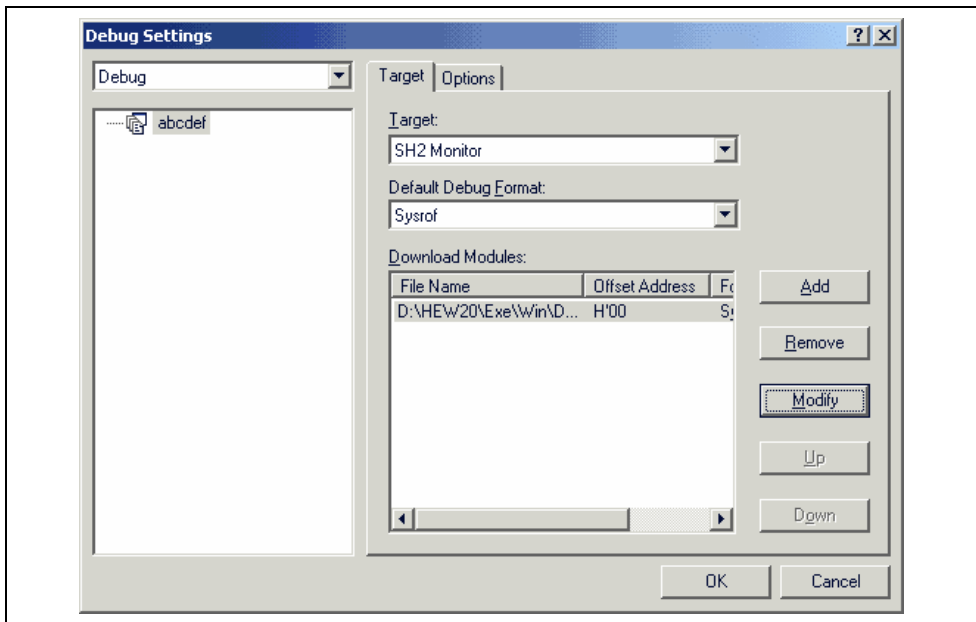 Debug Settings
Debug
abcdef
Target Options
Target:
SH2 Monitor
Default Debug Format:
Sysrof
Download Modules:
File Name Offset Address
D:\HEW20\Exe\Win\D... H'00
Add
Remove
Modify
Up
Down
OK Cancel